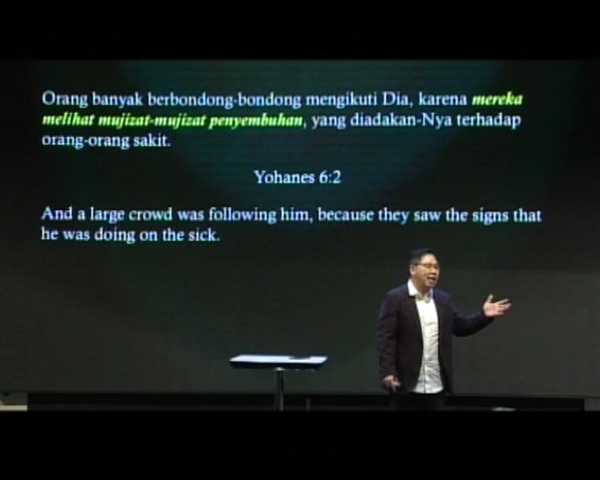 Orang banyak berbondong-bondong mengikuti Dia, karena mereka
melihat mujizat-mujizat penyembuhan, yang diadakan-Nya terhadap
orang-orang sakit.
Yohanes 6:2
And a large crowd was following him, because they saw the signs that
he was doing on the sick.